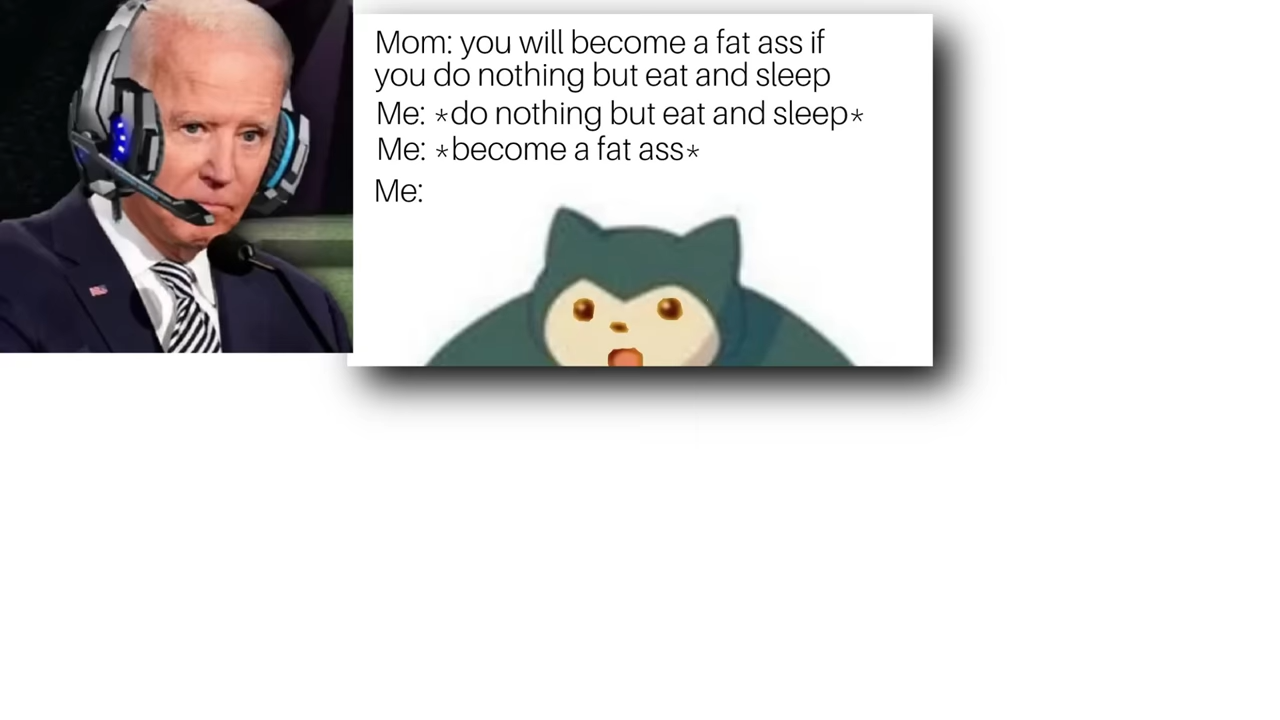 Mom: you will become a fat ass if
you do nothing but eat and sleep
Me: *do nothing but eat and sleep*
Me: *become a fat ass*
Me: